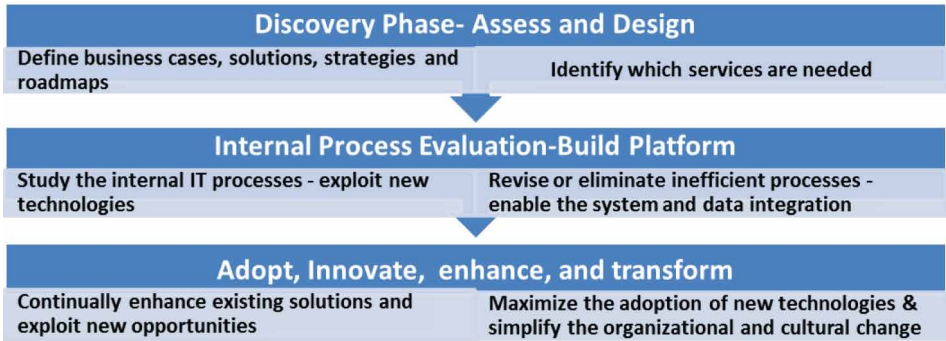 Discovery Phase- Assess and Design
Define business cases, solutions, strategies and
roadmaps
Identify which services are needed
Internal Process Evaluation-Build Platform
Study the internal IT processes - exploit new
technologies
Revise or eliminate inefficient processes -
enable the system and data integration
Adopt, Innovate,  enhance, and transform
Continually enhance existing solutions and
exploit new opportunities
Maximize the adoption of new technologies &
simplify the organizational and cultural change